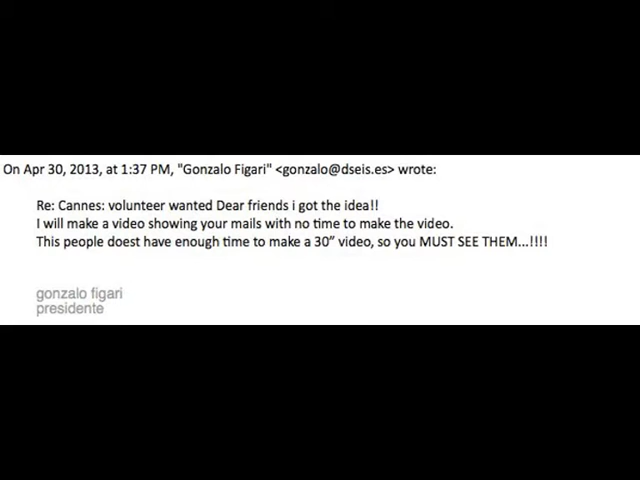 On Apr 30, 2013, at 1:37 PM, "Gonzalo Figari" <gonzalo@dseis.es> wrote:
Re: Cannes: volunteer wanted Dear friends i got the idea!!
I will make a video showing your mails with no time to make the video.
This people doest have enough time to make a 30” video, so you MUST SEE THEM...!!!!
gonzalo figari
presidente